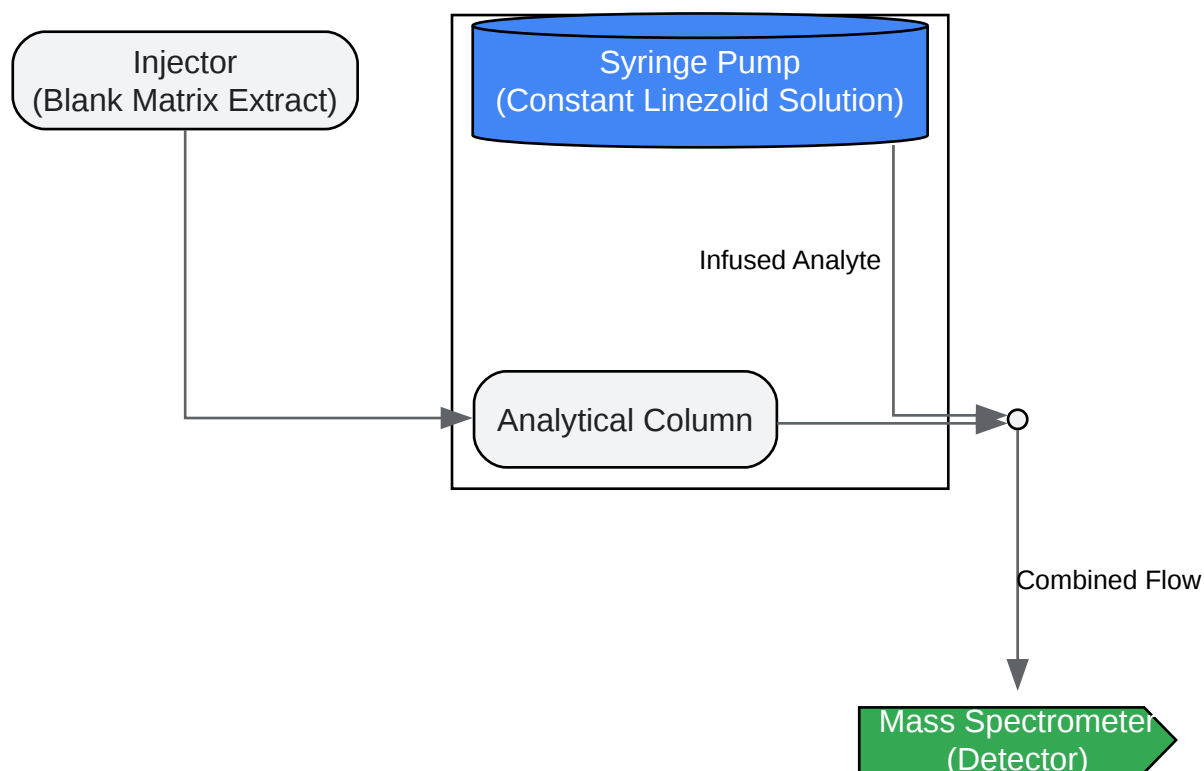 Injector
(Blank Matrix Extract)
Syringe Pump
(Constant Linezolid Solution)
Infused Analyte
Analytical Column
Combined Flow
Mass Spectrometer
(Detector)